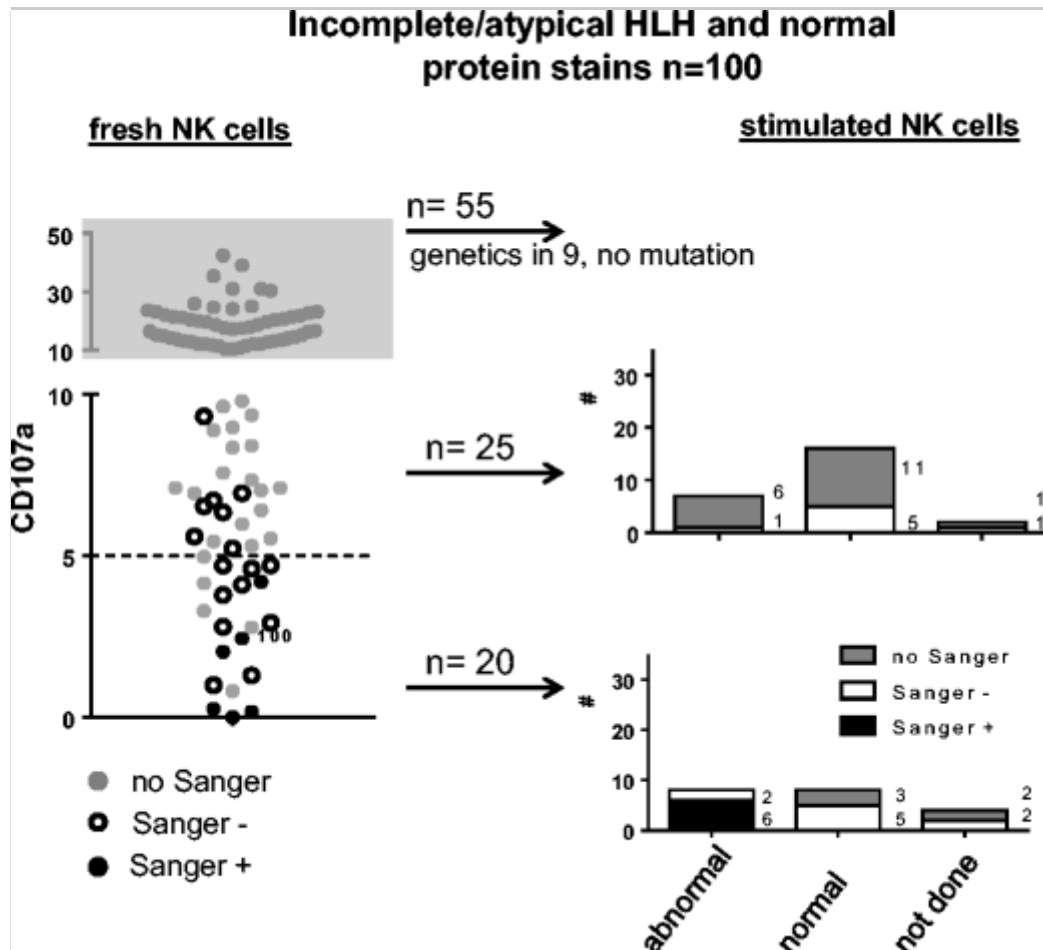 Incomplete/atypical HLH and normal
protein stains n=100
fresh NK cells
stimulated NK cells
n= 55
genetics in 9, no mutation
50
30
10
CD107a
10
5
0
100
n= 25
#
30
20
10
0
6
1
11
5
1
1
n= 20
#
30
20
10
0
2
6
3
5
2
2
no Sanger
Sanger -
Sanger +
abnormal
normal
not done
no Sanger
Sanger -
Sanger +